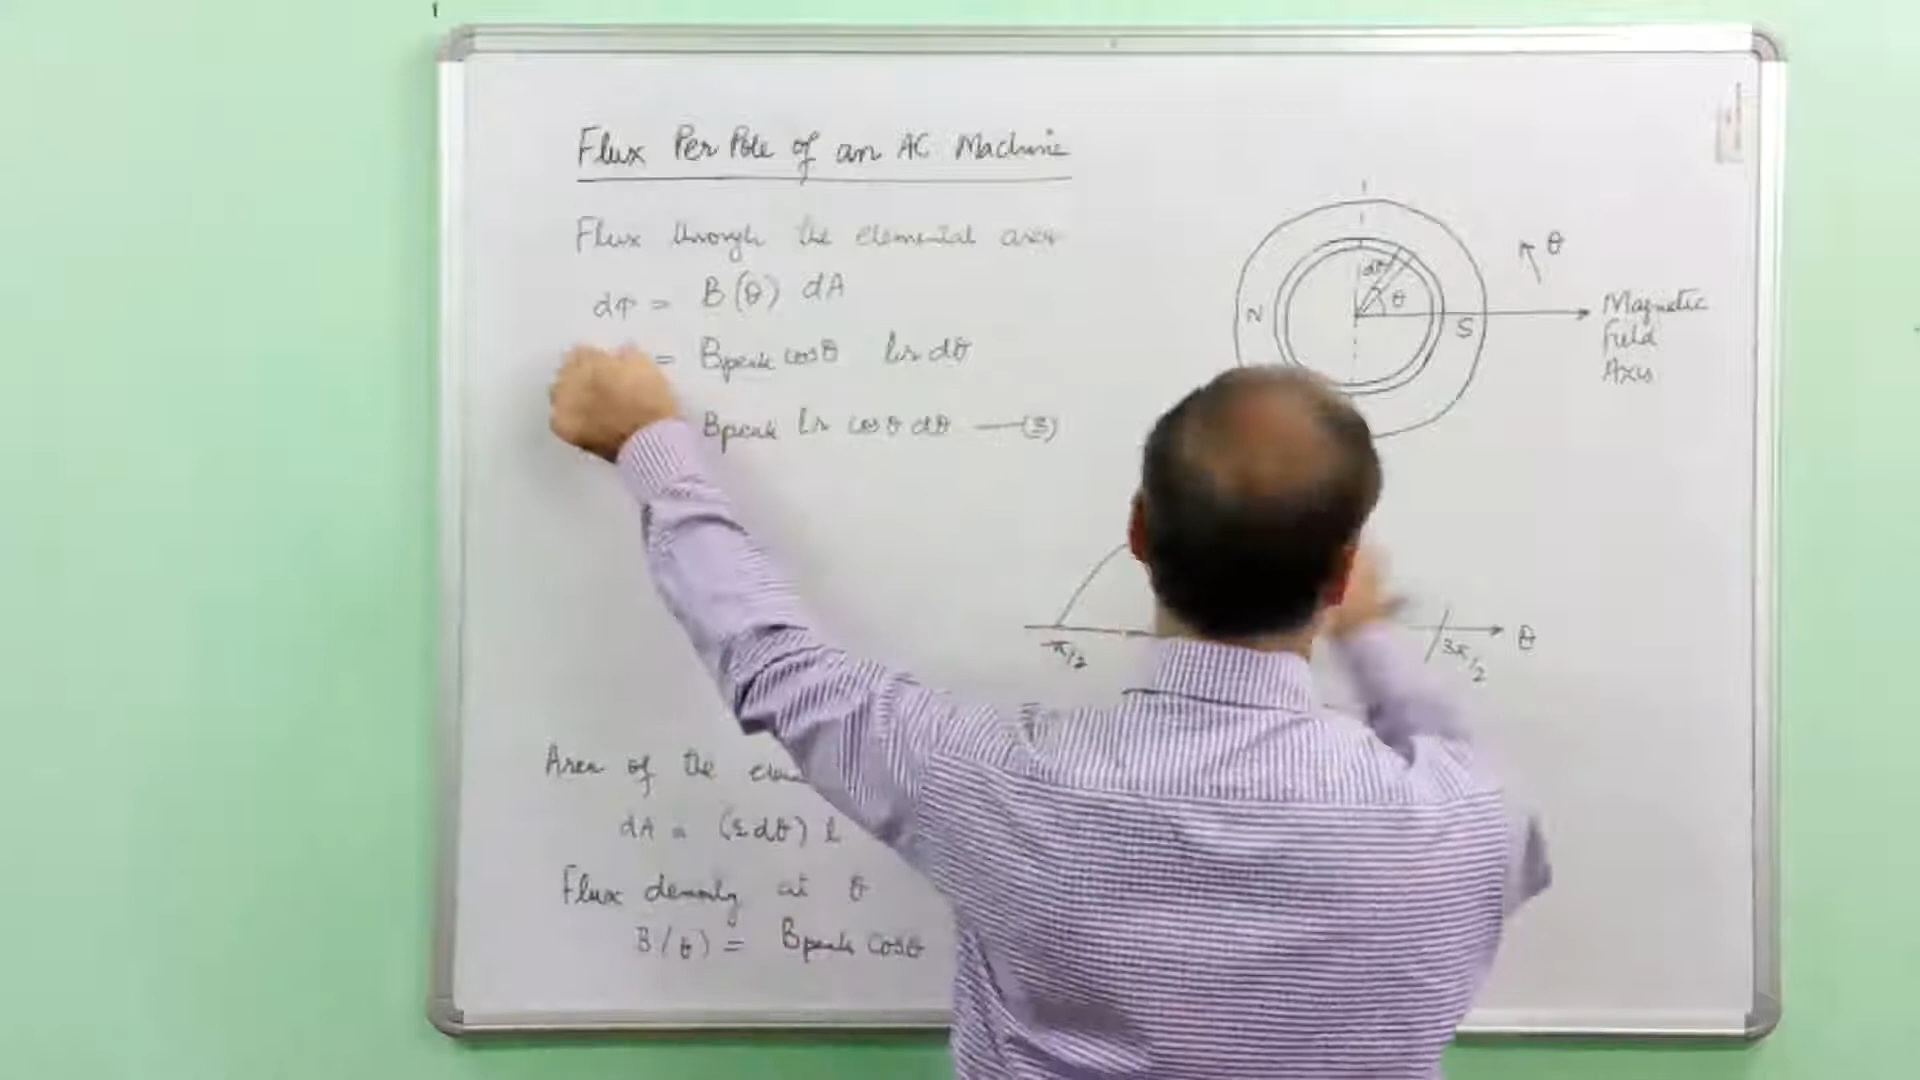 Flux Per Pole of an AC Machine
Flux through the elemental area
dφ = B(θ) dA
= Bpeak cosθ lr dθ
Bpeak lr cosθ dθ —(3)
dθ
θ
N
S
θ
Magnetic
Field
Axis
-π/2
3π/2
θ
Area of the
dA = (r dθ) l
Flux density at θ
B(θ) = Bpeak cosθ